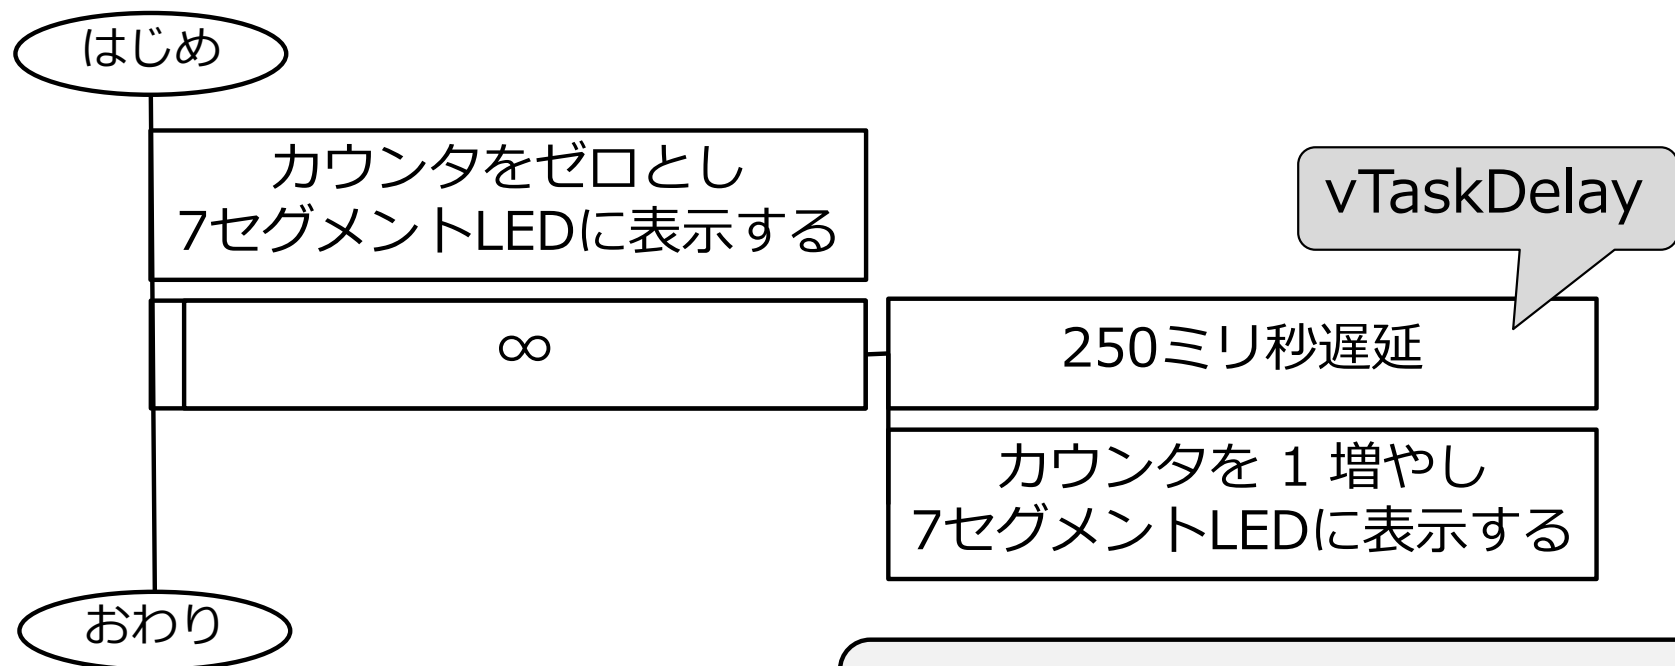 はじめ
カウンタをゼロとし
7セグメントLEDに表示する
vTaskDelay
∞
250ミリ秒遅延
カウンタを 1 増やし
7セグメントLEDに表示する
おわり